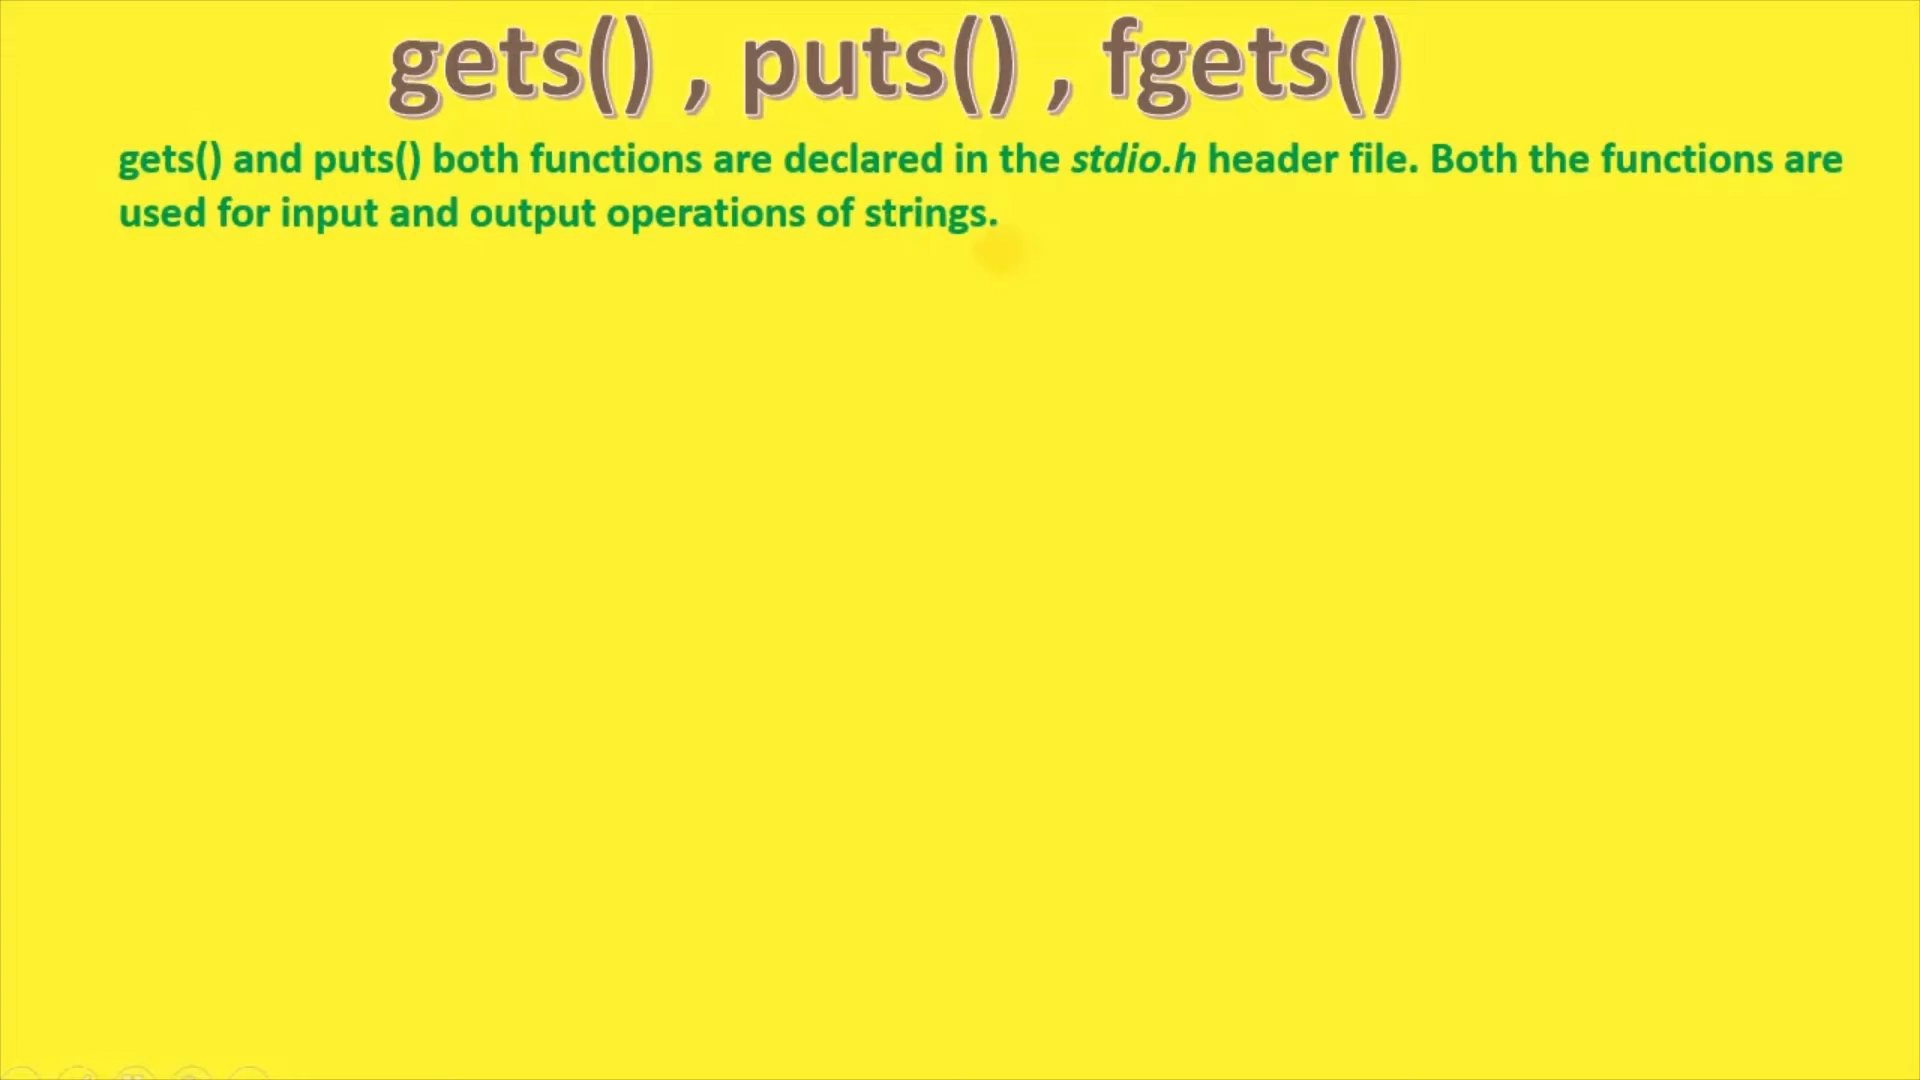 gets() , puts() , fgets()
gets() and puts() both functions are declared in the stdio.h header file. Both the functions are
used for input and output operations of strings.